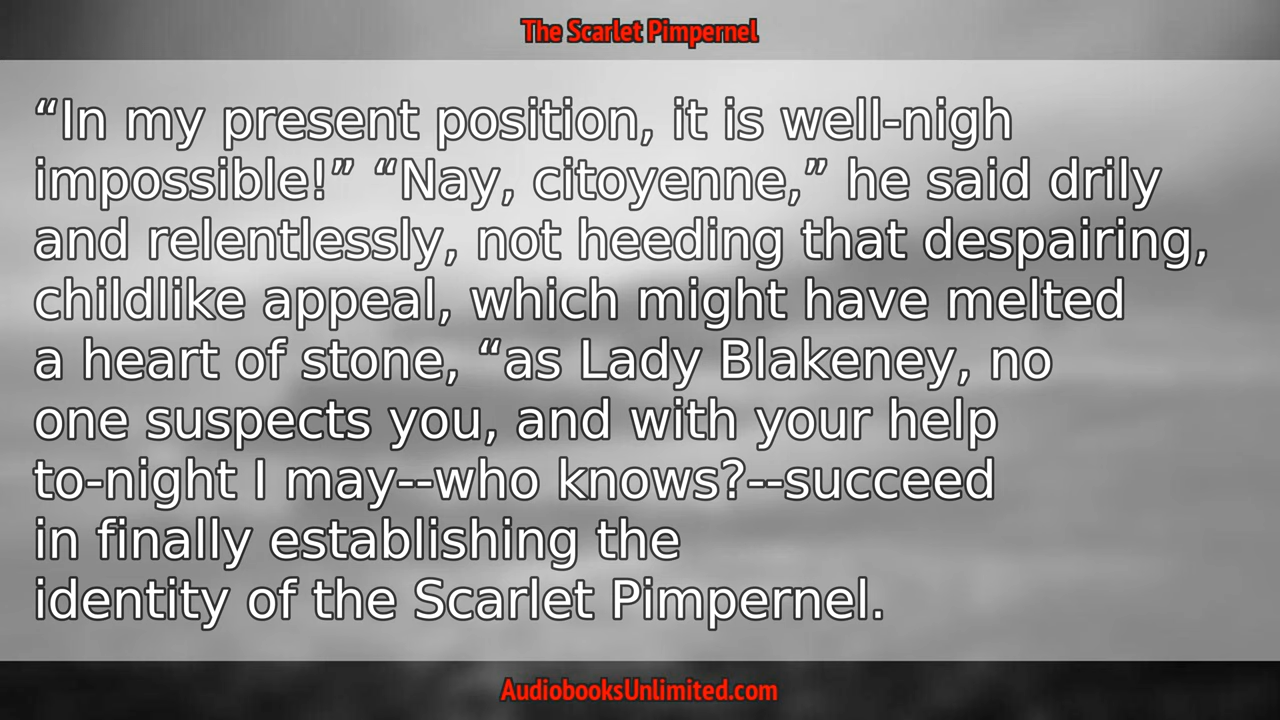 The Scarlet Pimpernel
“In my present position, it is well-nigh
impossible!” “Nay, citoyenne,” he said drily
and relentlessly, not heeding that despairing,
childlike appeal, which might have melted
a heart of stone, “as Lady Blakeney, no
one suspects you, and with your help
to-night I may--who knows?--succeed
in finally establishing the
identity of the Scarlet Pimpernel.
AudiobooksUnlimited.com